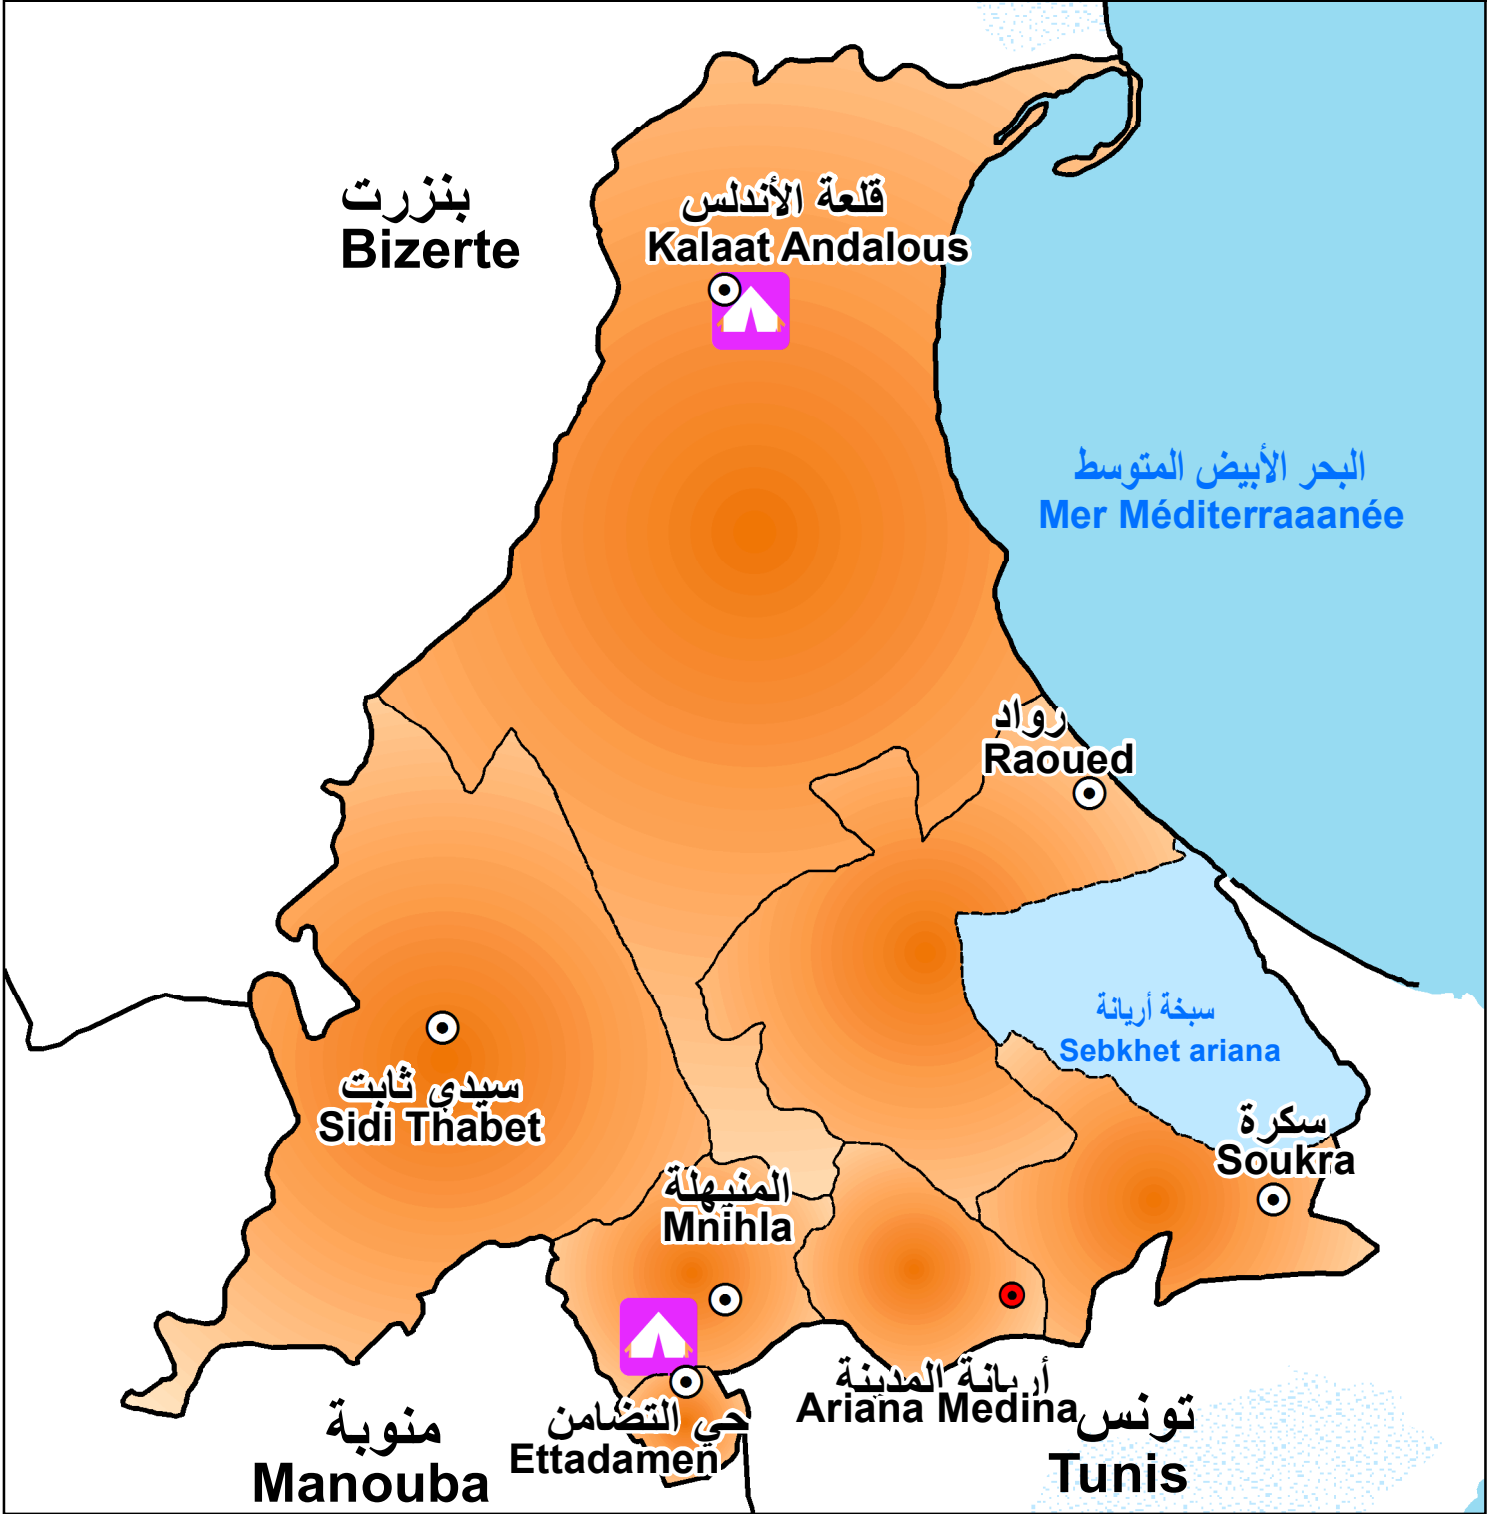 بنزرت
Bizerte
قلعة الأندلس
Kalaat Andalous
البحر الأبيض المتوسط
Mer Méditerraaanée
رواد
Raoued
سبخة أريانة
Sebkhet ariana
سيدي ثابت
Sidi Thabet
سكرة
Soukra
المنيهلة
Mnihla
أريانة المدينة
Ariana Medina
حي التضامن
Ettadamen
منوبة
Manouba
تونس
Tunis